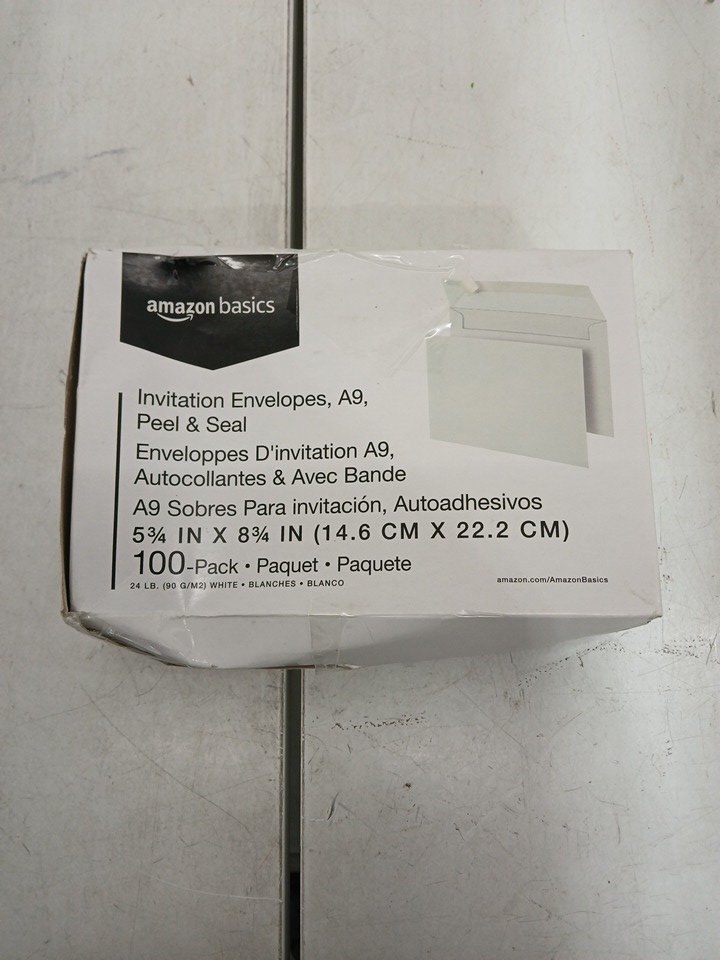 amazon basics
Invitation Envelopes, A9,
Peel & Seal
Enveloppes D'invitation A9,
Autocollantes & Avec Bande
A9 Sobres Para invitación, Autoadhesivos
5¾ IN X 8¾ IN (14.6 CM X 22.2 CM)
100-Pack • Paquet • Paquete
24 LB. (90 G/M2) WHITE • BLANCHES • BLANCO
amazon.com/AmazonBasics